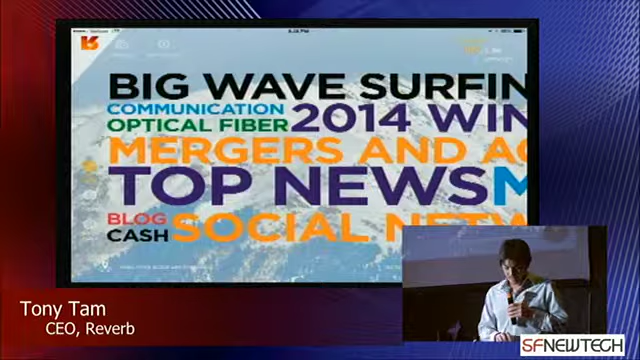 BIG WAVE SURFIN
COMMUNICATION
OPTICAL FIBER
2014 WIN
MERGERS AND AC
TOP NEWS
M
BLOG
CASH
SOCIAL NETW
Tony Tam
CEO, Reverb
SFNEWTECH